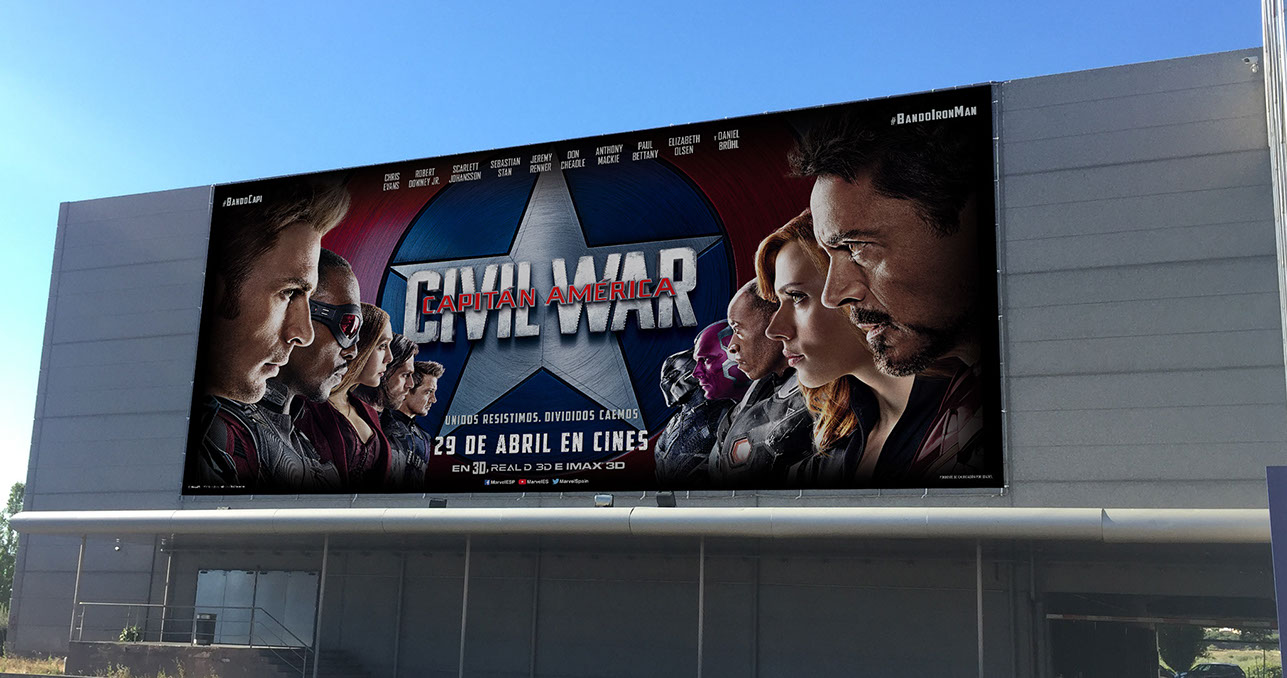 #BandoCapi
#BandoIronMan
CHRIS EVANS
ROBERT DOWNEY JR.
SCARLETT JOHANSSON
SEBASTIAN STAN
JEREMY RENNER
DON CHEADLE
ANTHONY MACKIE
PAUL BETTANY
ELIZABETH OLSEN
Y DANIEL BRÜHL
CIVIL WAR
CAPITÁN AMÉRICA
UNIDOS RESISTIMOS. DIVIDIDOS CAEMOS
29 DE ABRIL EN CINES
EN 3D, REAL D 3D E IMAX 3D
MarvelESP MarvelES MarvelSpain